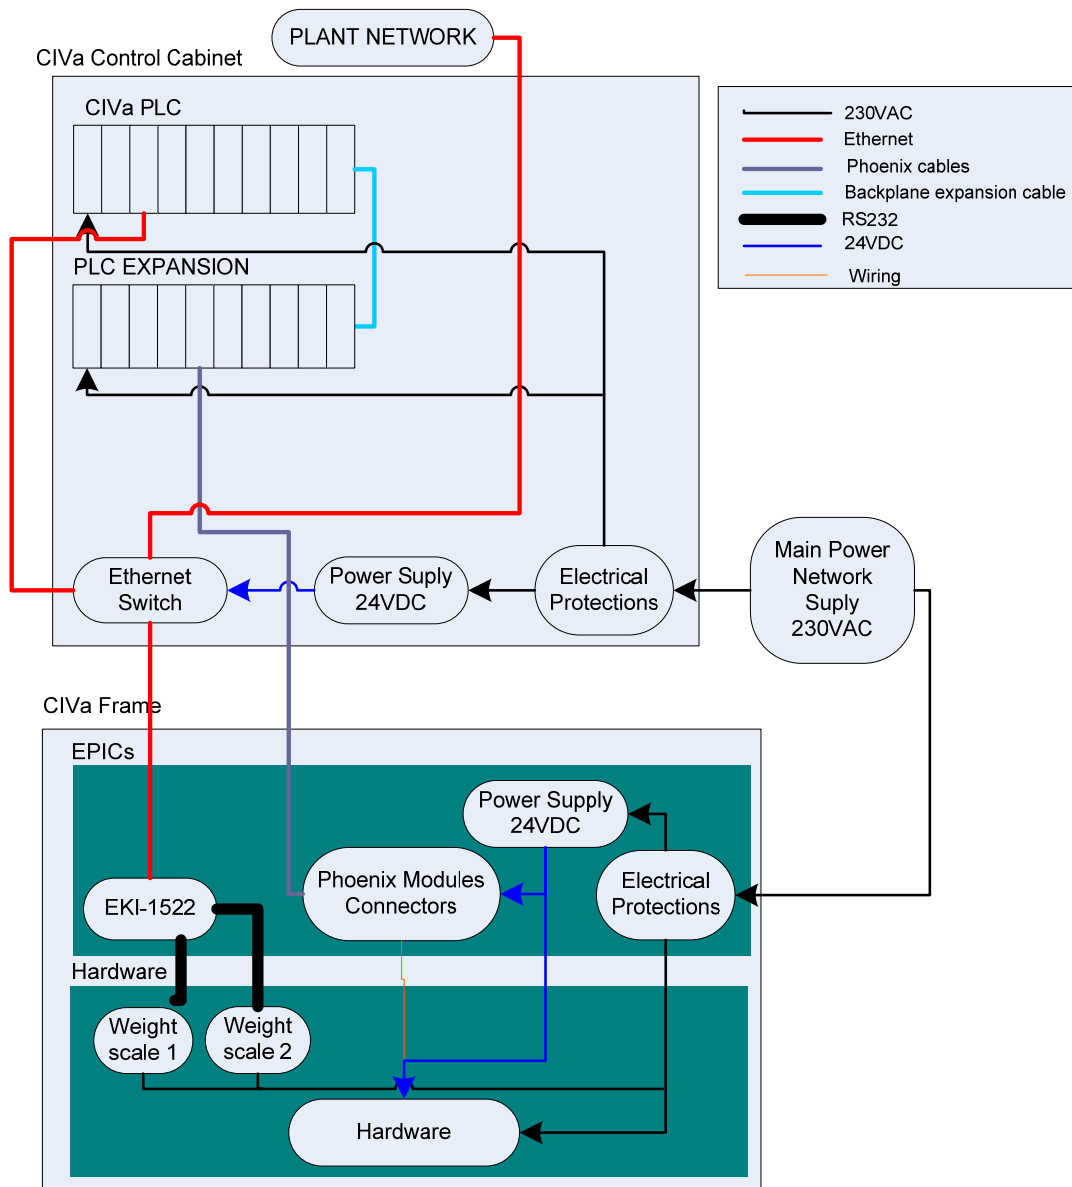 PLANT NETWORK
CIVa Control Cabinet
CIVa PLC
230VAC
Ethernet
Phoenix cables
Backplane expansion cable
RS232
24VDC
Wiring
PLC EXPANSION
Ethernet
Switch
Power Suply
24VDC
Electrical
Protections
Main Power
Network
Suply
230VAC
CIVa Frame
EPICs
Power Supply
24VDC
Phoenix Modules
Connectors
Electrical
Protections
EKI-1522
Hardware
Weight
scale 1
Weight
scale 2
Hardware